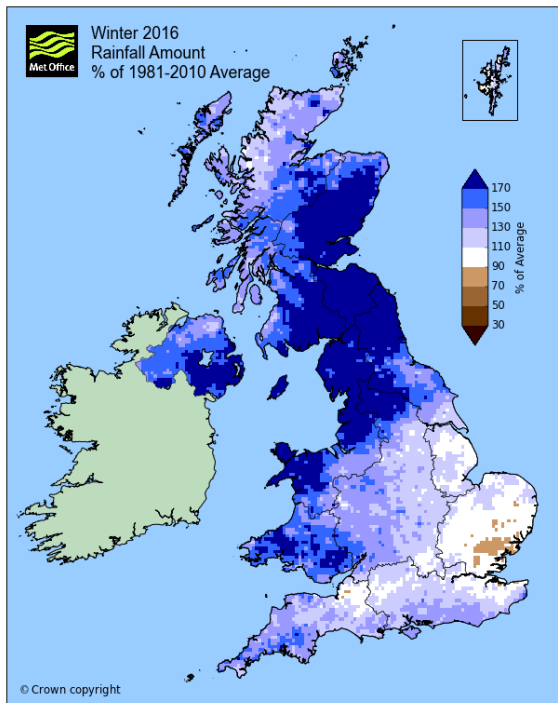 Met Office
Winter 2016
Rainfall Amount
% of 1981-2010 Average
170
150
130
110
90
70
50
30
% of Average
© Crown copyright